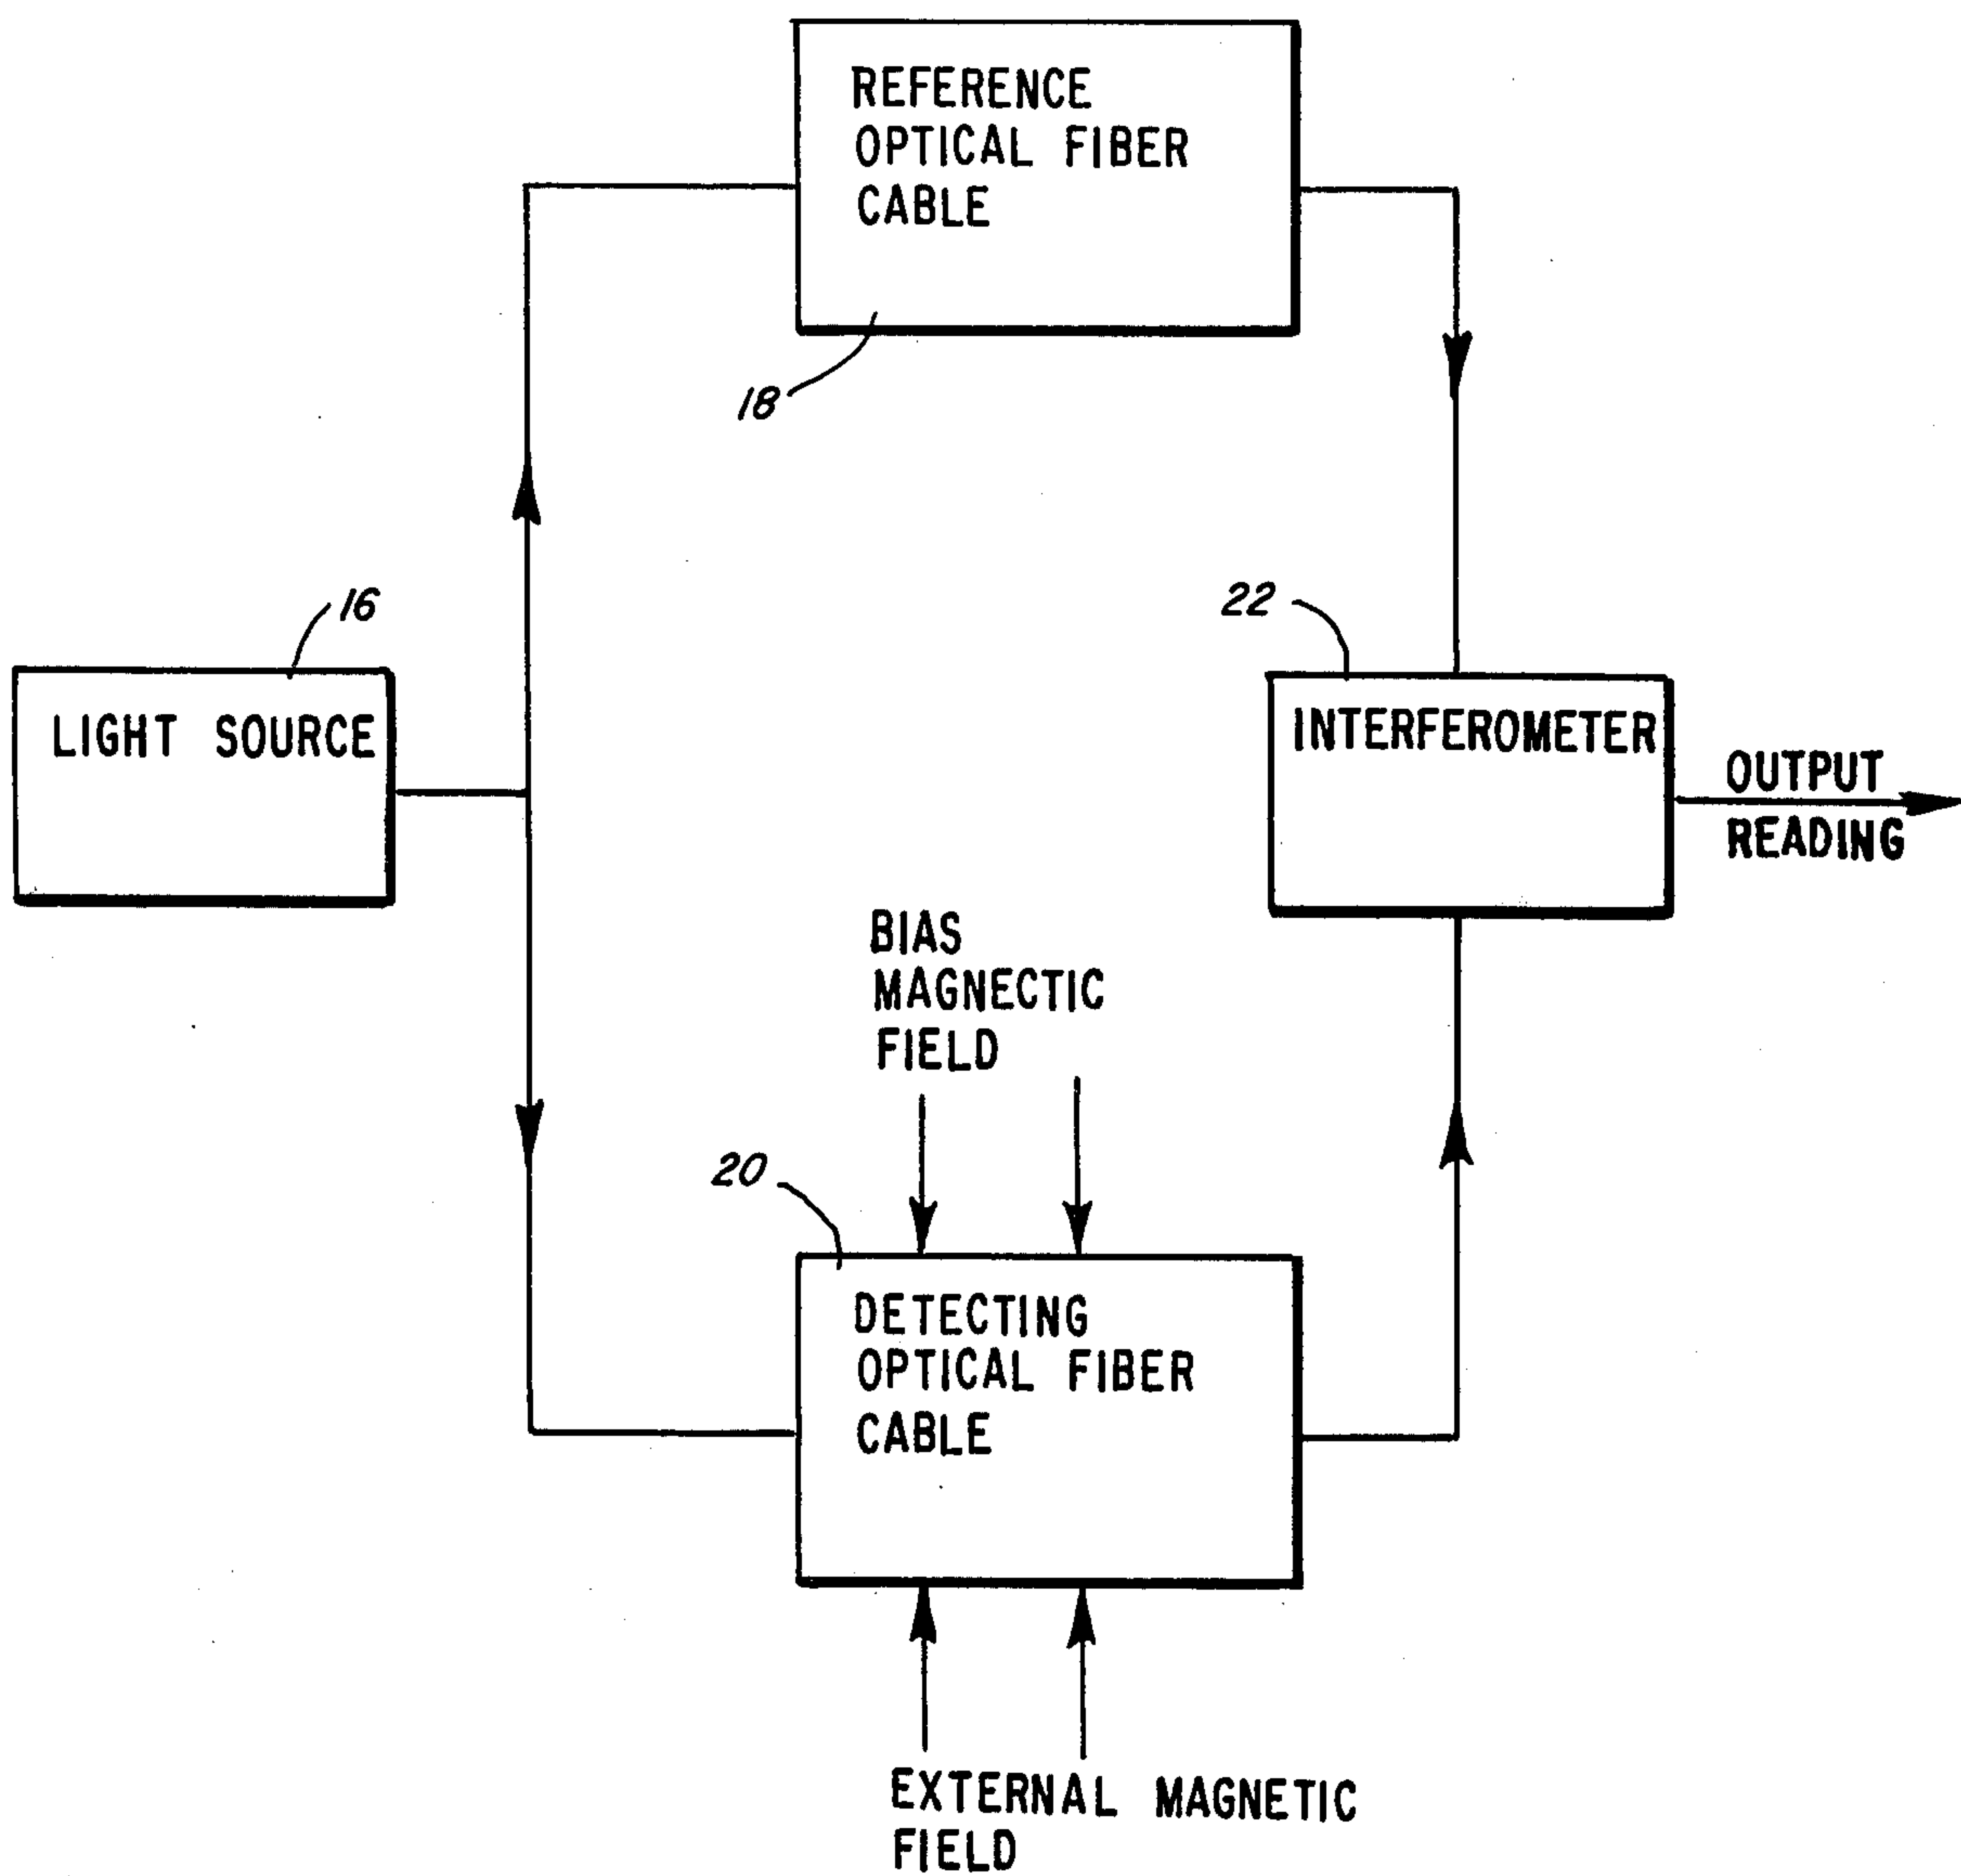 REFERENCE
OPTICAL FIBER
CABLE
18
16
LIGHT SOURCE
22
INTERFEROMETER
OUTPUT
READING
BIAS
MAGNECTIC
FIELD
20
DETECTING
OPTICAL FIBER
CABLE
EXTERNAL MAGNETIC
FIELD